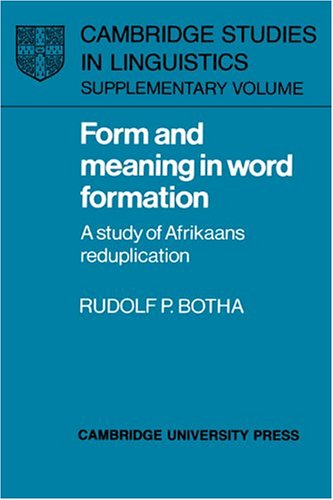 CAMBRIDGE STUDIES
IN LINGUISTICS
SUPPLEMENTARY VOLUME
Form and
meaning in word
formation
A study of Afrikaans
reduplication
RUDOLF P. BOTHA
CAMBRIDGE UNIVERSITY PRESS